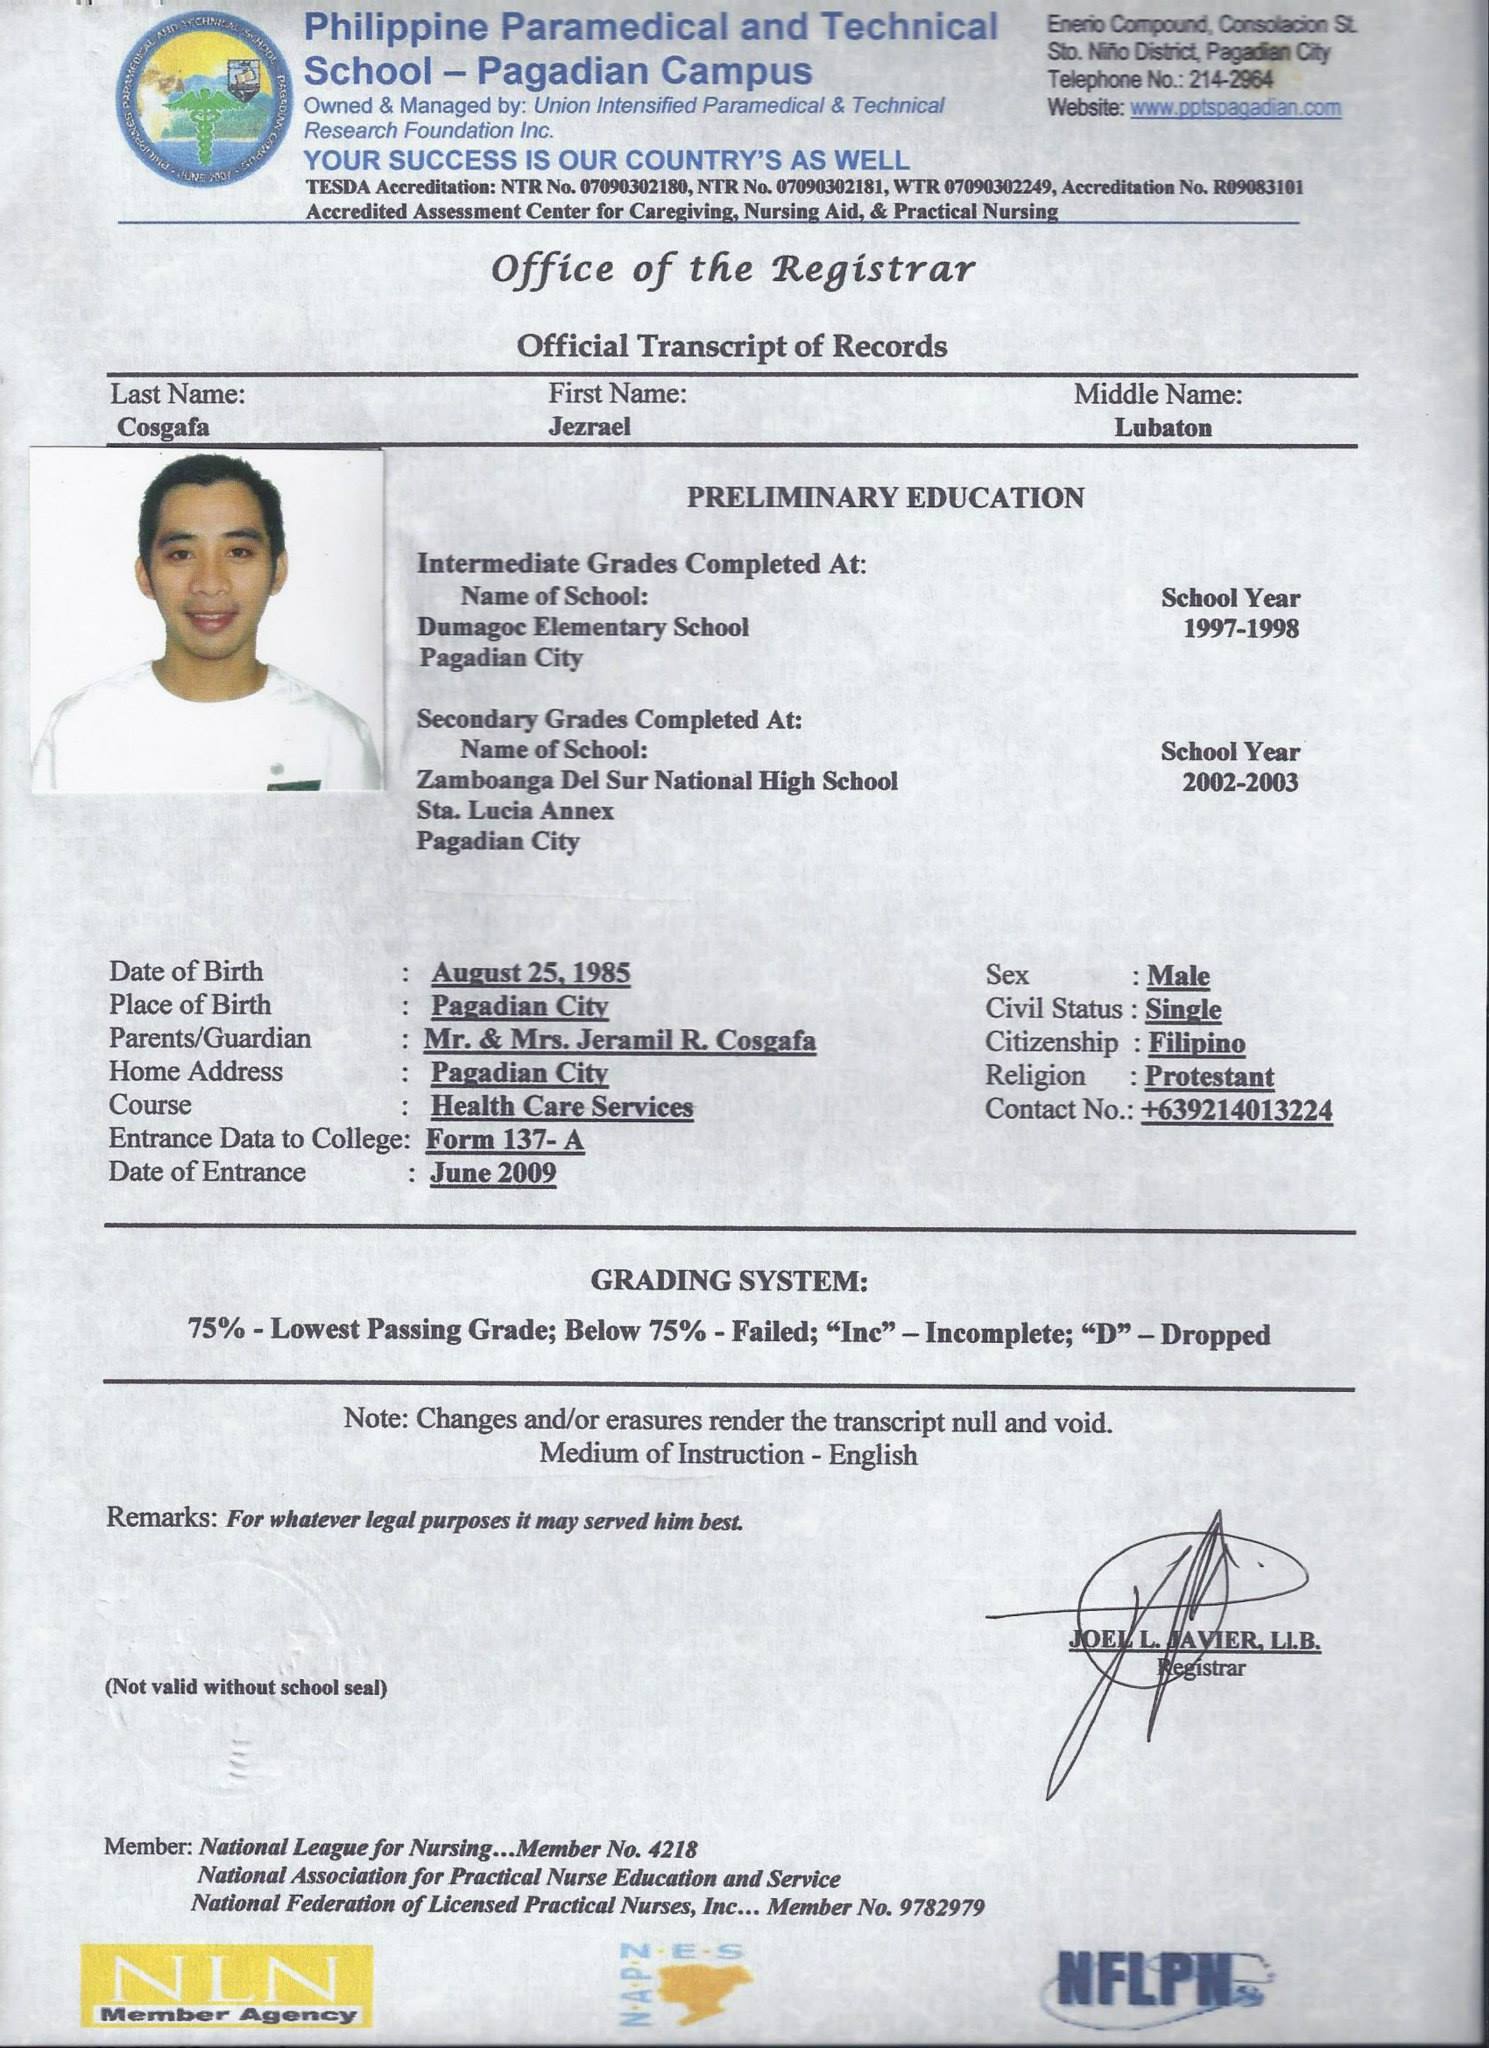 Philippine Paramedical and Technical
School – Pagadian Campus
Owned & Managed by: Union Intensified Paramedical & Technical
Research Foundation Inc.
YOUR SUCCESS IS OUR COUNTRY'S AS WELL
TESDA Accreditation: NTR No. 07090302180, NTR No. 07090302181, WTR 07090302249, Accreditation No. R09083101
Accredited Assessment Center for Caregiving, Nursing Aid, & Practical Nursing
Enerio Compound, Consolacion St.
Sto. Niño District, Pagadian City
Telephone No.: 214-2964
Website: www.pptspagadian.com
PHILIPPINES PARAMEDICAL AND TECHNICAL SCHOOL - PAGADIAN CAMPUS
JUNE 2007
Office of the Registrar
Official Transcript of Records
Last Name: First Name: Middle Name:
Cosgafa Jezrael Lubaton
PRELIMINARY EDUCATION
Intermediate Grades Completed At:
Name of School: School Year
Dumagoc Elementary School 1997-1998
Pagadian City
Secondary Grades Completed At:
Name of School: School Year
Zamboanga Del Sur National High School 2002-2003
Sta. Lucia Annex
Pagadian City
Date of Birth : August 25, 1985 Sex : Male
Place of Birth : Pagadian City Civil Status : Single
Parents/Guardian : Mr. & Mrs. Jeramil R. Cosgafa Citizenship : Filipino
Home Address : Pagadian City Religion : Protestant
Course : Health Care Services Contact No.: +639214013224
Entrance Data to College: Form 137- A
Date of Entrance : June 2009
GRADING SYSTEM:
75% - Lowest Passing Grade; Below 75% - Failed; “Inc” – Incomplete; “D” – Dropped
Note: Changes and/or erasures render the transcript null and void.
Medium of Instruction - English
Remarks: For whatever legal purposes it may served him best.
JOEL L. JAVIER, Ll.B.
Registrar
(Not valid without school seal)
Member: National League for Nursing...Member No. 4218
National Association for Practical Nurse Education and Service
National Federation of Licensed Practical Nurses, Inc... Member No. 9782979
NLN
Member Agency
N·E·S
N·A·P
NFLPN